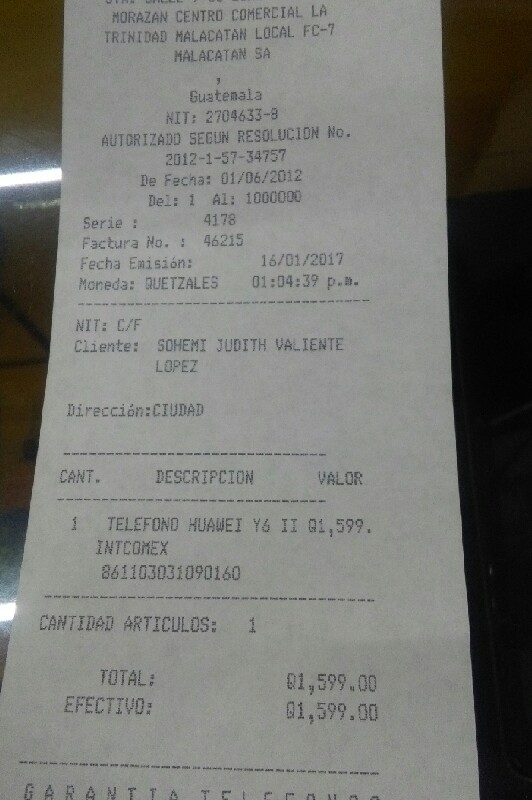 MORAZAN CENTRO COMERCIAL LA
TRINIDAD MALACATAN LOCAL FC-7
MALACATAN SA
,
Guatemala
NIT: 2704633-8
AUTORIZADO SEGUN RESOLUCION No.
2012-1-57-34757
De Fecha: 01/06/2012
Del: 1 Al: 1000000
Serie : 4178
Factura No. : 46215
Fecha Emisión: 16/01/2017
Moneda: QUETZALES 01:04:39 p.m.
NIT: C/F
Cliente: SOHEMI JUDITH VALIENTE
LOPEZ
Dirección:CIUDAD
CANT. DESCRIPCION VALOR
1 TELEFONO HUAWEI Y6 II Q1,599.
INTCOMEX
861103031090160
CANTIDAD ARTICULOS: 1
TOTAL: Q1,599.00
EFECTIVO: Q1,599.00
GARANTIA TELEFONOS